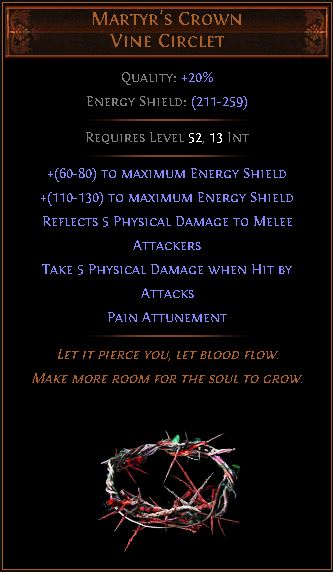 Martyr's Crown
Vine Circlet
Quality: +20%
Energy Shield: (211-259)
Requires Level 52, 13 Int
+(60-80) to maximum Energy Shield
+(110-130) to maximum Energy Shield
Reflects 5 Physical Damage to Melee
Attackers
Take 5 Physical Damage when Hit by
Attacks
Pain Attunement
Let it pierce you, let blood flow.
Make more room for the soul to grow.